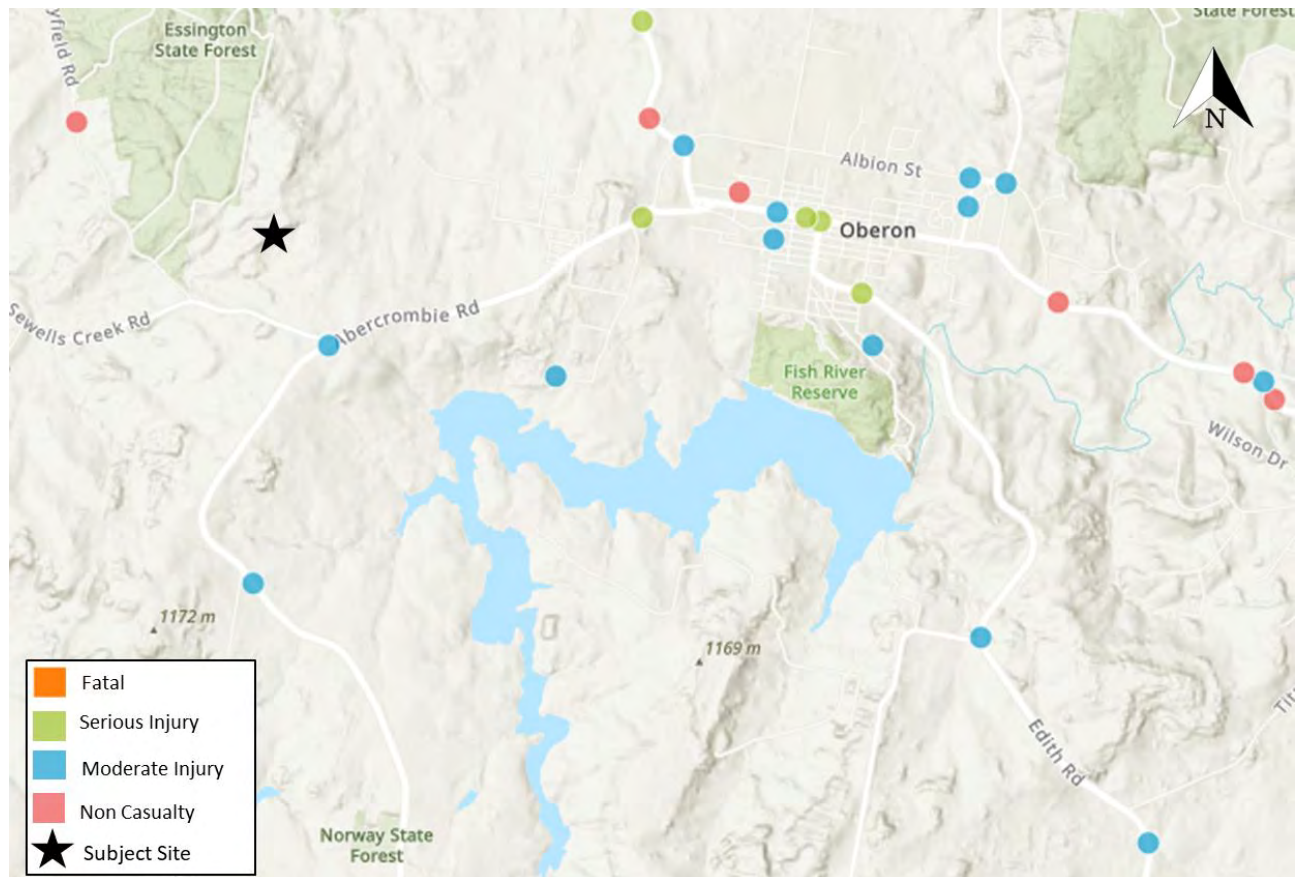 Essington
State Forest
State Forest
yfield Rd
N
Albion St
Oberon
Sewells Creek Rd
Abercrombie Rd
Fish River
Reserve
Wilson Dr
1172 m
1169 m
Edith Rd
Tita
Norway State
Forest
Fatal
Serious Injury
Moderate Injury
Non Casualty
Subject Site